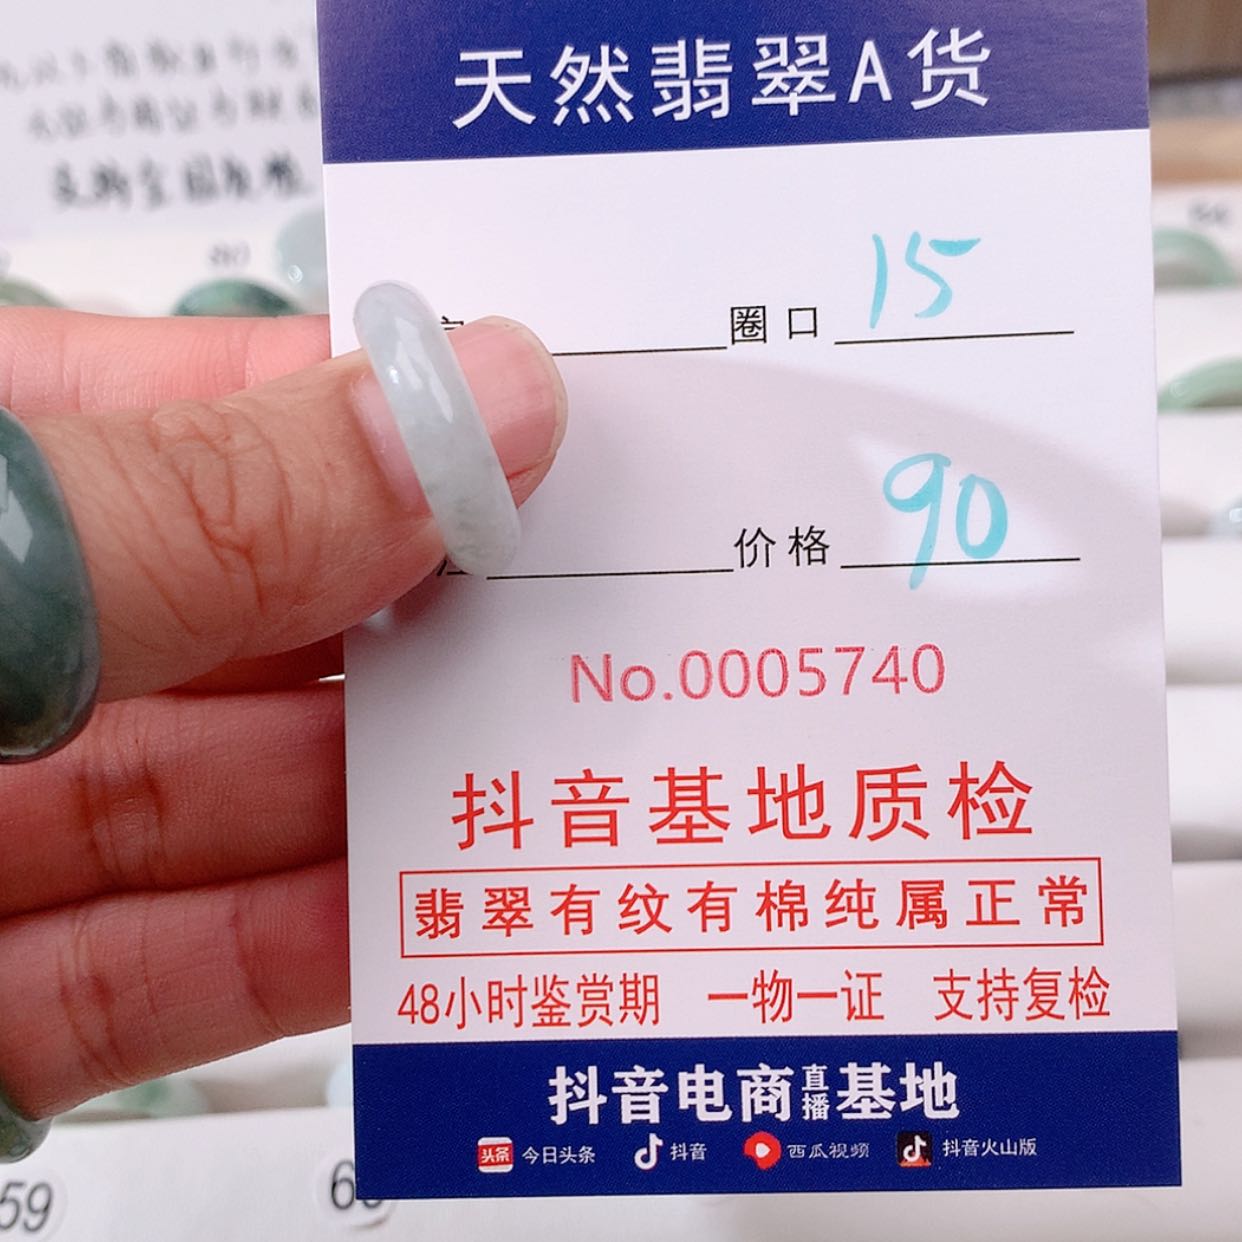 天然翡翠A货
圈口 15
价格 90
No.0005740
抖音基地质检
翡翠有纹有棉纯属正常
48小时鉴赏期 一物一证 支持复检
抖音电商直播基地
头条 今日头条 抖音 西瓜视频 抖音火山版
59